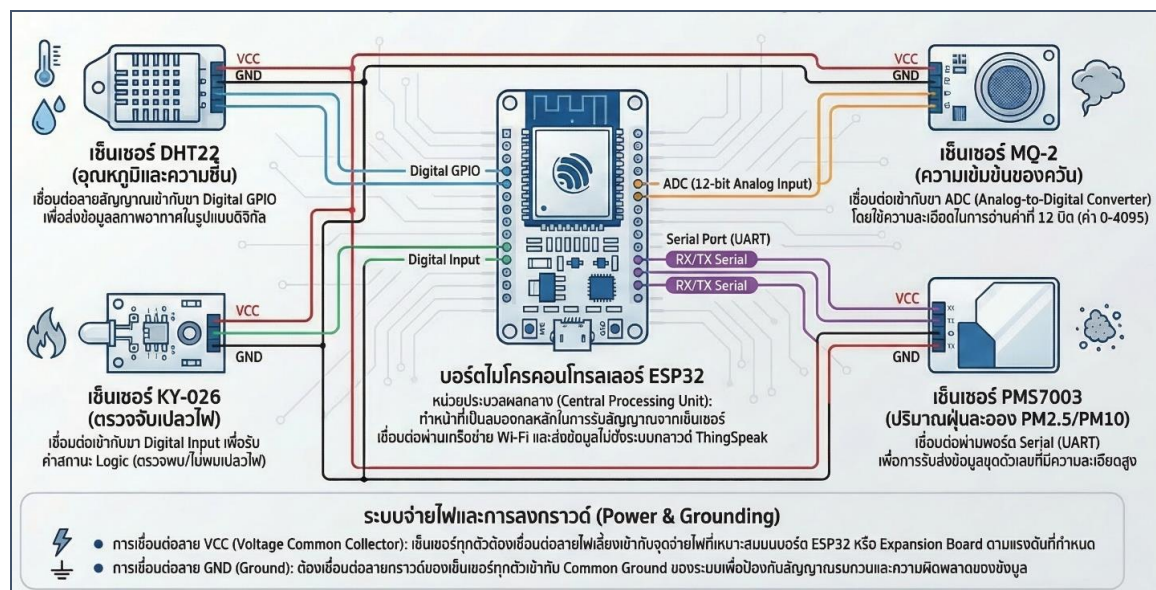 VCC
GND
เซ็นเซอร์ DHT22
(อุณหภูมิและความชื้น)
เชื่อมต่อสายสัญญาณเข้ากับขา Digital GPIO
เพื่อส่งข้อมูลสภาพอากาศในรูปแบบดิจิทัล
Digital GPIO
ADC (12-bit Analog Input)
VCC
GND
เซ็นเซอร์ MQ-2
(ความเข้มข้นของควัน)
เชื่อมต่อเข้ากับขา ADC (Analog-to-Digital Converter)
โดยใช้ความละเอียดในการอ่านค่าที่ 12 บิต (ค่า 0-4095)
Digital Input
Serial Port (UART)
RX/TX Serial
RX/TX Serial
VCC
GND
เซ็นเซอร์ KY-026
(ตรวจจับเปลวไฟ)
เชื่อมต่อเข้ากับขา Digital Input เพื่อรับ
ค่าสถานะ Logic (ตรวจพบ/ไม่พบเปลวไฟ)
บอร์ดไมโครคอนโทรลเลอร์ ESP32
หน่วยประมวลผลกลาง (Central Processing Unit):
ทำหน้าที่เป็นสมองกลหลักในการรับสัญญาณจากเซ็นเซอร์
เชื่อมต่อผ่านเครือข่าย Wi-Fi และส่งข้อมูลไปยังระบบคลาวด์ ThingSpeak
VCC
GND
เซ็นเซอร์ PMS7003
(ปริมาณฝุ่นละออง PM2.5/PM10)
เชื่อมต่อผ่านพอร์ต Serial (UART)
เพื่อการรับส่งข้อมูลชุดตัวเลขที่มีความละเอียดสูง
ระบบจ่ายไฟและการลงกราวด์ (Power & Grounding)
การเชื่อมต่อสาย VCC (Voltage Common Collector): เซ็นเซอร์ทุกตัวต้องเชื่อมต่อสายไฟเลี้ยงเข้ากับจุดจ่ายไฟที่เหมาะสมบนบอร์ด ESP32 หรือ Expansion Board ตามแรงดันที่กำหนด
การเชื่อมต่อสาย GND (Ground): ต้องเชื่อมต่อสายกราวด์ของเซ็นเซอร์ทุกตัวเข้ากับ Common Ground ของระบบเพื่อป้องกันสัญญาณรบกวนและความผิดพลาดของข้อมูล